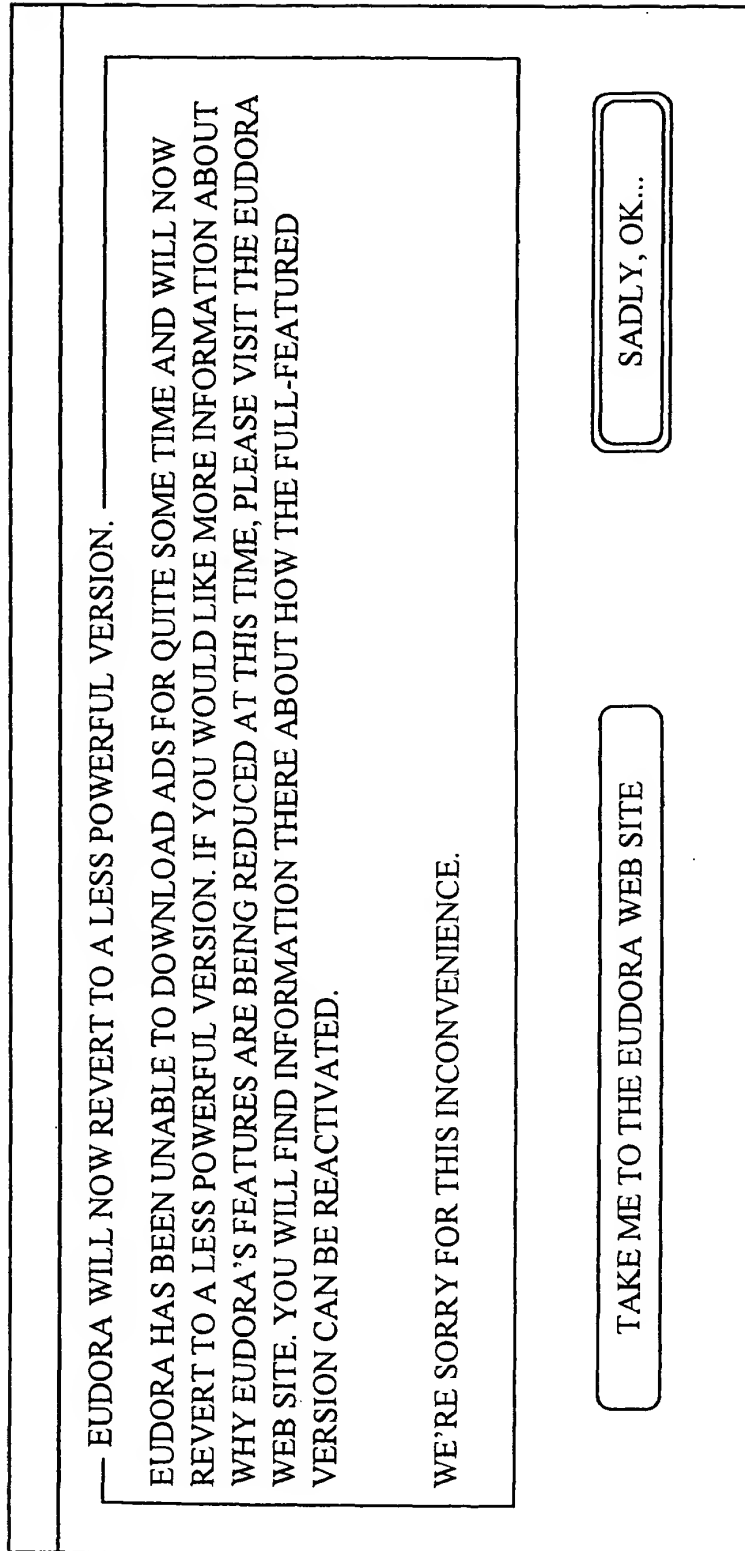 EUDORA WILL NOW REVERT TO A LESS POWERFUL VERSION.
EUDORA HAS BEEN UNABLE TO DOWNLOAD ADS FOR QUITE SOME TIME AND WILL NOW
REVERT TO A LESS POWERFUL VERSION. IF YOU WOULD LIKE MORE INFORMATION ABOUT
WHY EUDORA'S FEATURES ARE BEING REDUCED AT THIS TIME, PLEASE VISIT THE EUDORA
WEB SITE. YOU WILL FIND INFORMATION THERE ABOUT HOW THE FULL-FEATURED
VERSION CAN BE REACTIVATED.
WE'RE SORRY FOR THIS INCONVENIENCE.
TAKE ME TO THE EUDORA WEB SITE
SADLY, OK...